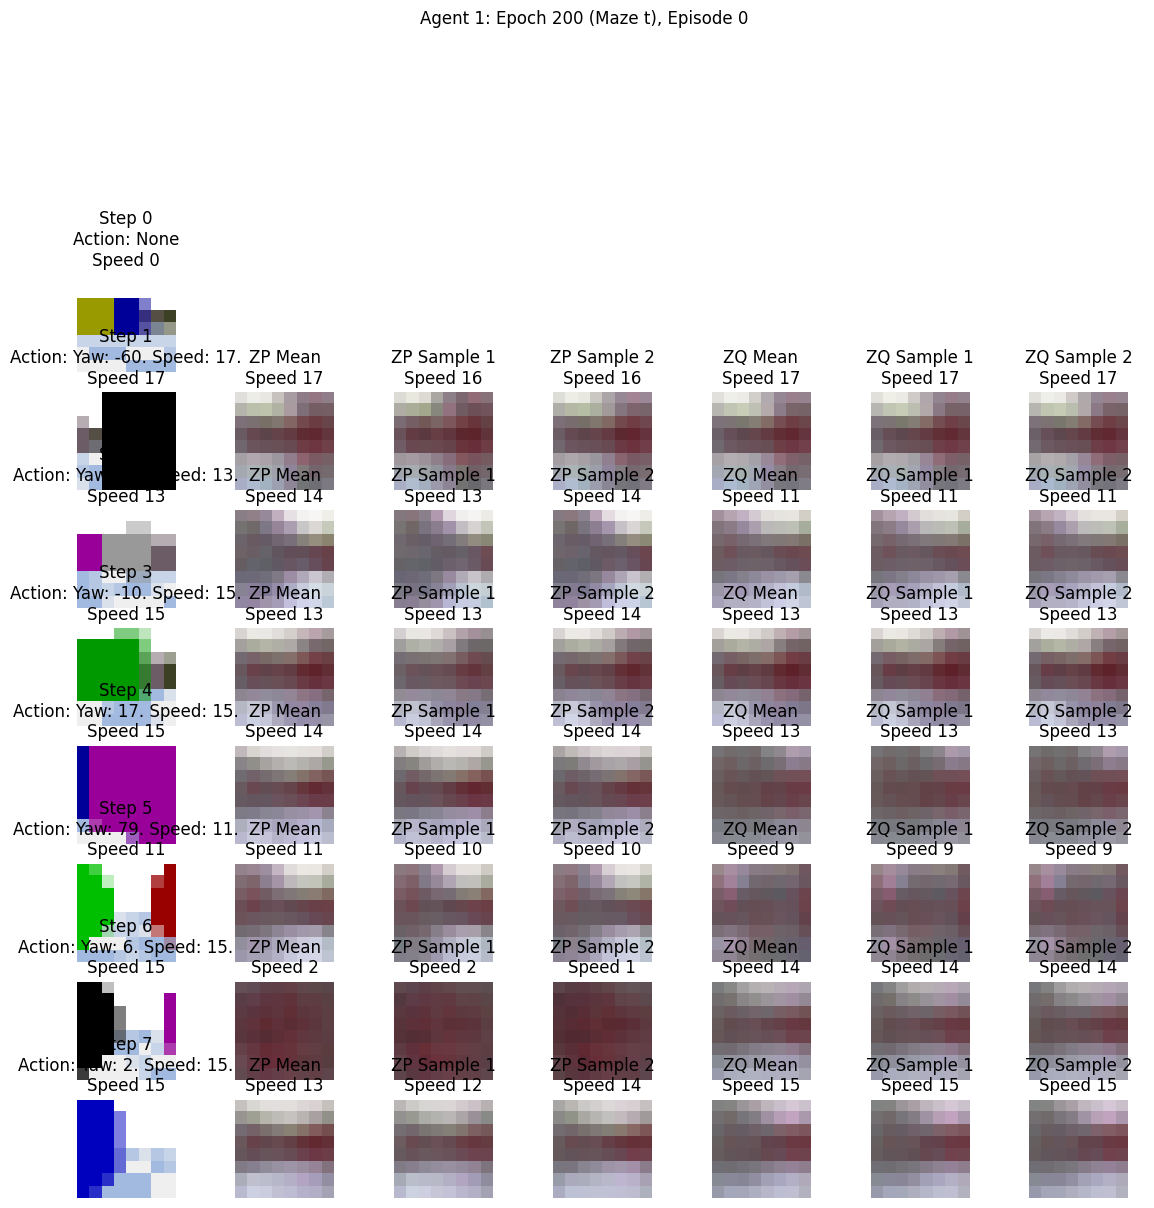 Agent 1: Epoch 200 (Maze t), Episode 0
Step 0
Action: None
Speed 0
Step 1
Action: Yaw: -60. Speed: 17.
Speed 17
ZP Mean
Speed 17
ZP Sample 1
Speed 16
ZP Sample 2
Speed 16
ZQ Mean
Speed 17
ZQ Sample 1
Speed 17
ZQ Sample 2
Speed 17
Action: Yaw Speed: 13.
Speed 13
ZP Mean
Speed 14
ZP Sample 1
Speed 13
ZP Sample 2
Speed 14
ZQ Mean
Speed 11
ZQ Sample 1
Speed 11
ZQ Sample 2
Speed 11
Step 3
Action: Yaw: -10. Speed: 15.
Speed 15
ZP Mean
Speed 13
ZP Sample 1
Speed 13
ZP Sample 2
Speed 14
ZQ Mean
Speed 13
ZQ Sample 1
Speed 13
ZQ Sample 2
Speed 13
Step 4
Action: Yaw: 17. Speed: 15.
Speed 15
ZP Mean
Speed 14
ZP Sample 1
Speed 14
ZP Sample 2
Speed 14
ZQ Mean
Speed 13
ZQ Sample 1
Speed 13
ZQ Sample 2
Speed 13
Step 5
Action: Yaw: 79. Speed: 11.
Speed 11
ZP Mean
Speed 11
ZP Sample 1
Speed 10
ZP Sample 2
Speed 10
ZQ Mean
Speed 9
ZQ Sample 1
Speed 9
ZQ Sample 2
Speed 9
Step 6
Action: Yaw: 6. Speed: 15.
Speed 15
ZP Mean
Speed 2
ZP Sample 1
Speed 2
ZP Sample 2
Speed 1
ZQ Mean
Speed 14
ZQ Sample 1
Speed 14
ZQ Sample 2
Speed 14
Step 7
Action: Yaw: 2. Speed: 15.
Speed 15
ZP Mean
Speed 13
ZP Sample 1
Speed 12
ZP Sample 2
Speed 14
ZQ Mean
Speed 15
ZQ Sample 1
Speed 15
ZQ Sample 2
Speed 15